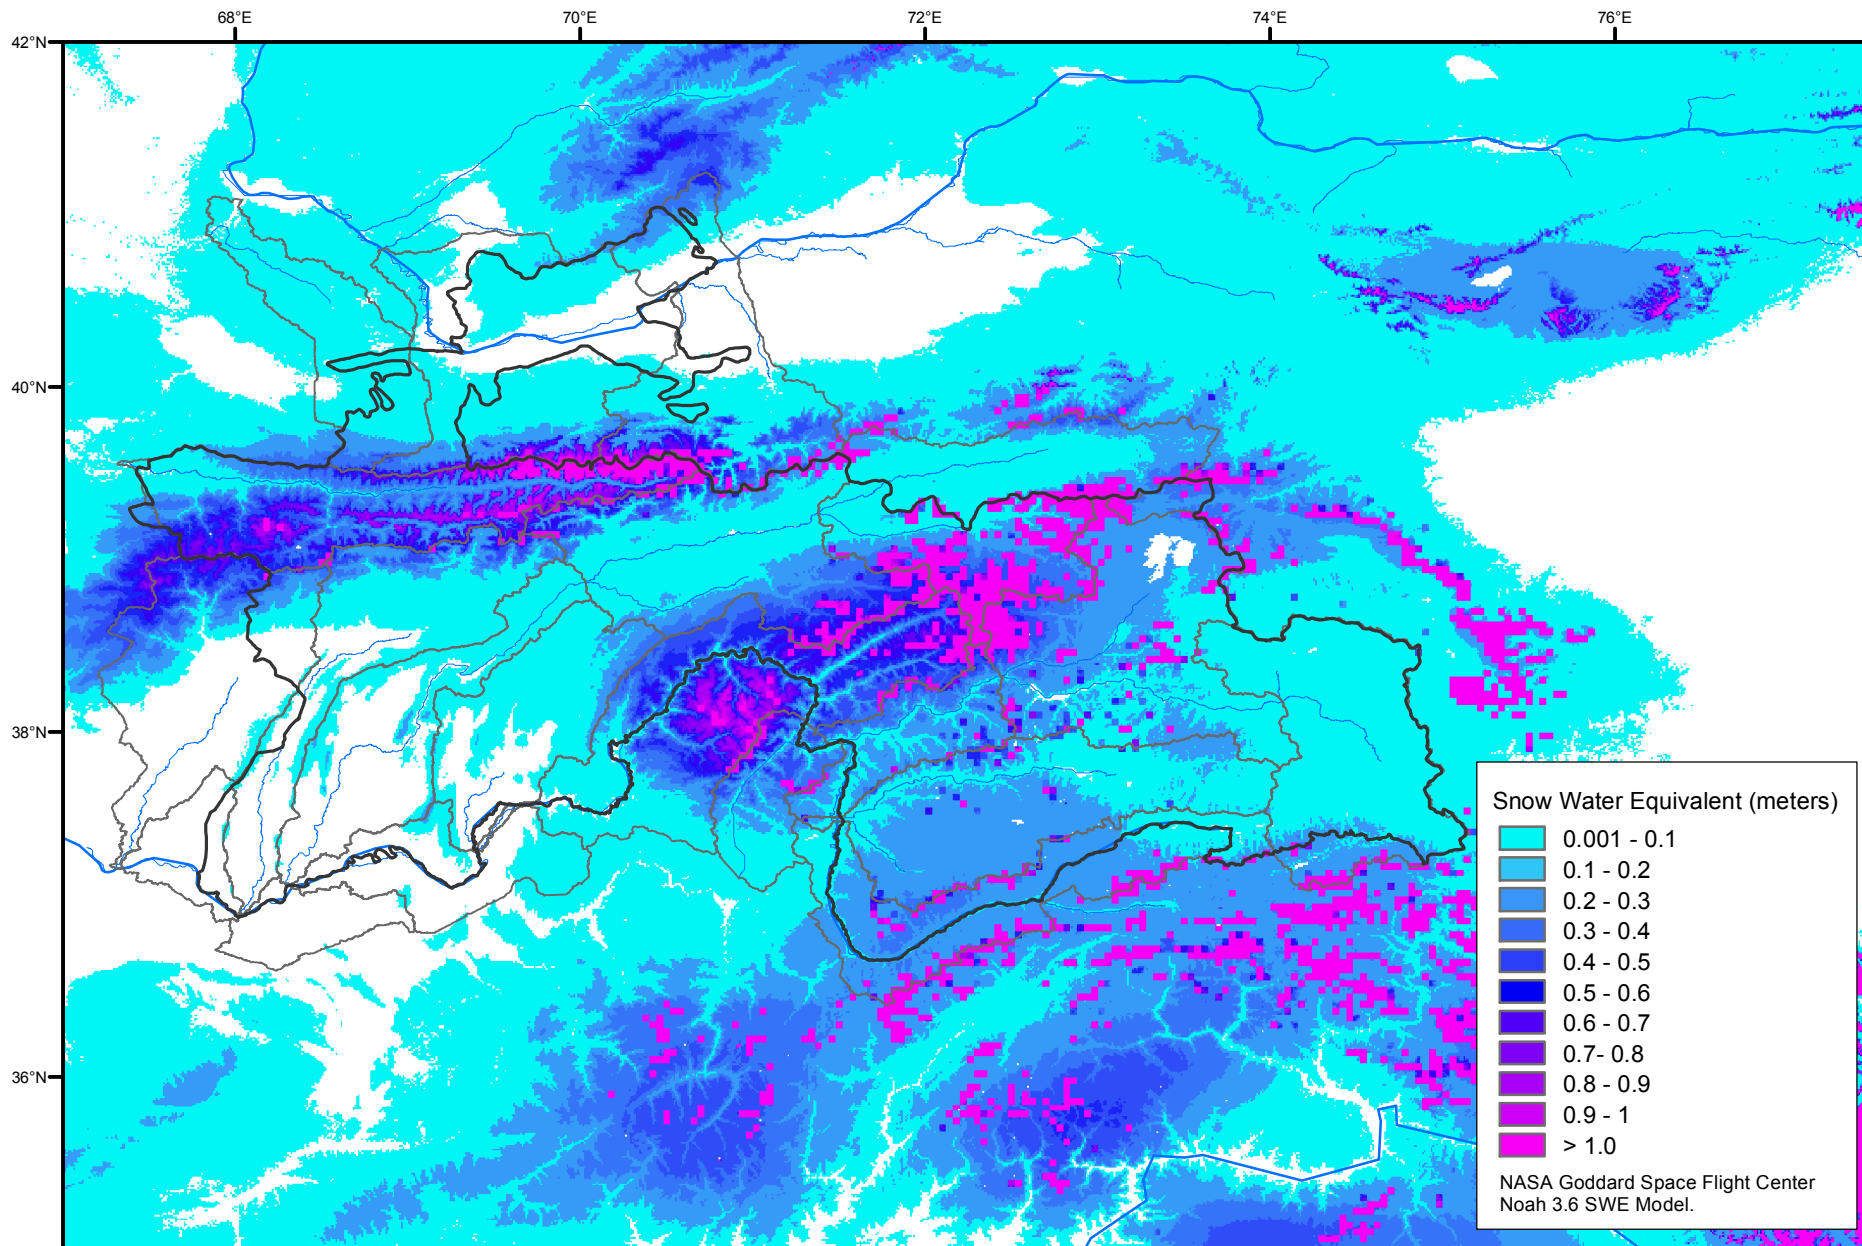 68°E
70°E
72°E
74°E
76°E
42°N
40°N
38°N
36°N
Snow Water Equivalent (meters)
0.001 - 0.1
0.1 - 0.2
0.2 - 0.3
0.3 - 0.4
0.4 - 0.5
0.5 - 0.6
0.6 - 0.7
0.7- 0.8
0.8 - 0.9
0.9 - 1
> 1.0
NASA Goddard Space Flight Center
Noah 3.6 SWE Model.